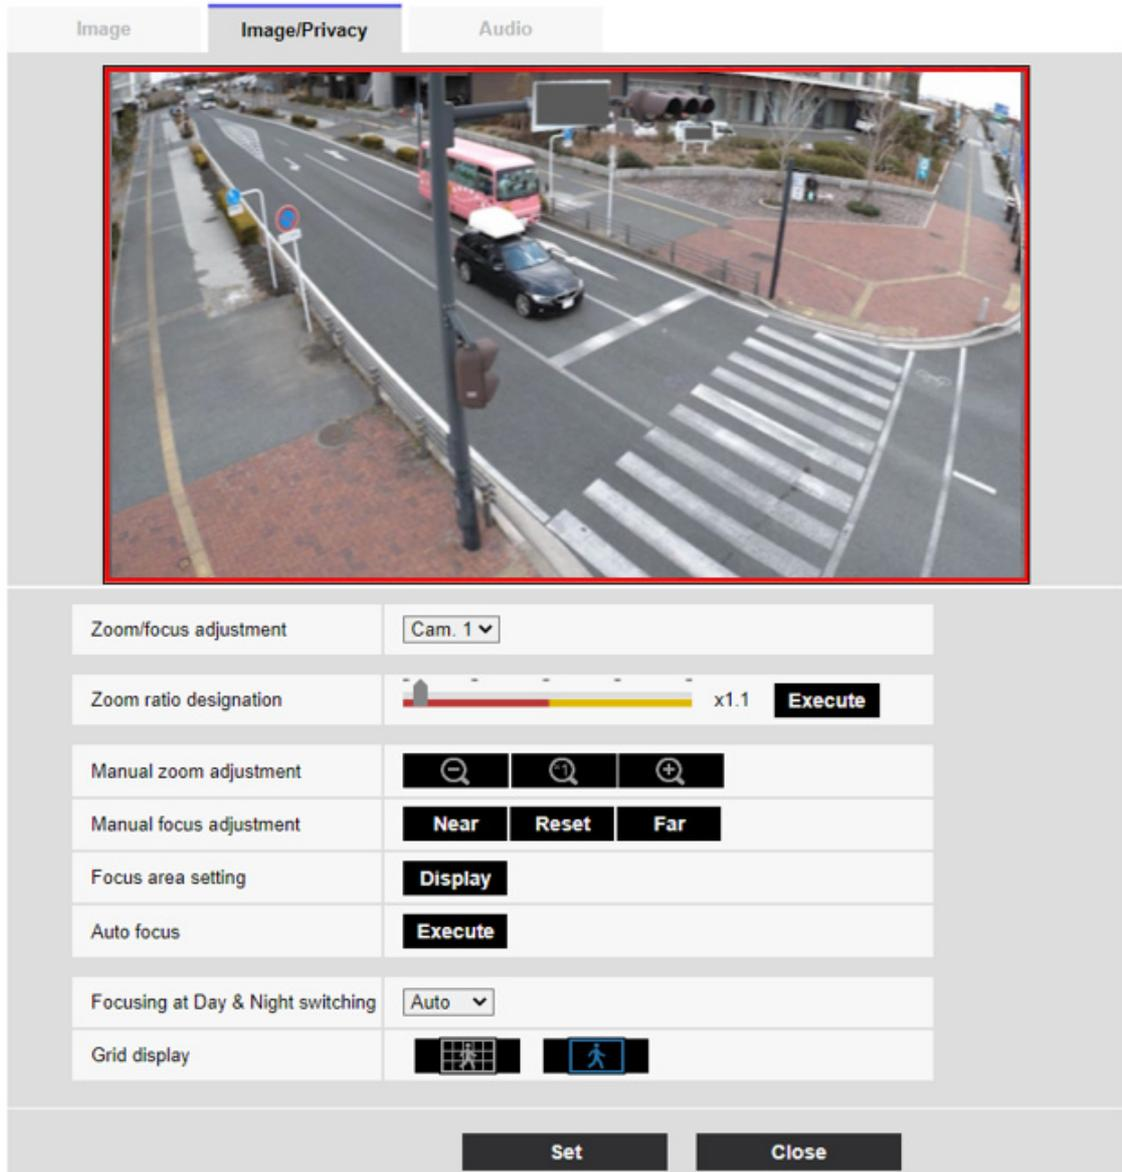 Image Image/Privacy Audio
Zoom/focus adjustment Cam. 1
Zoom ratio designation x1.1 Execute
Manual zoom adjustment
Manual focus adjustment Near Reset Far
Focus area setting Display
Auto focus Execute
Focusing at Day & Night switching Auto
Grid display
Set Close